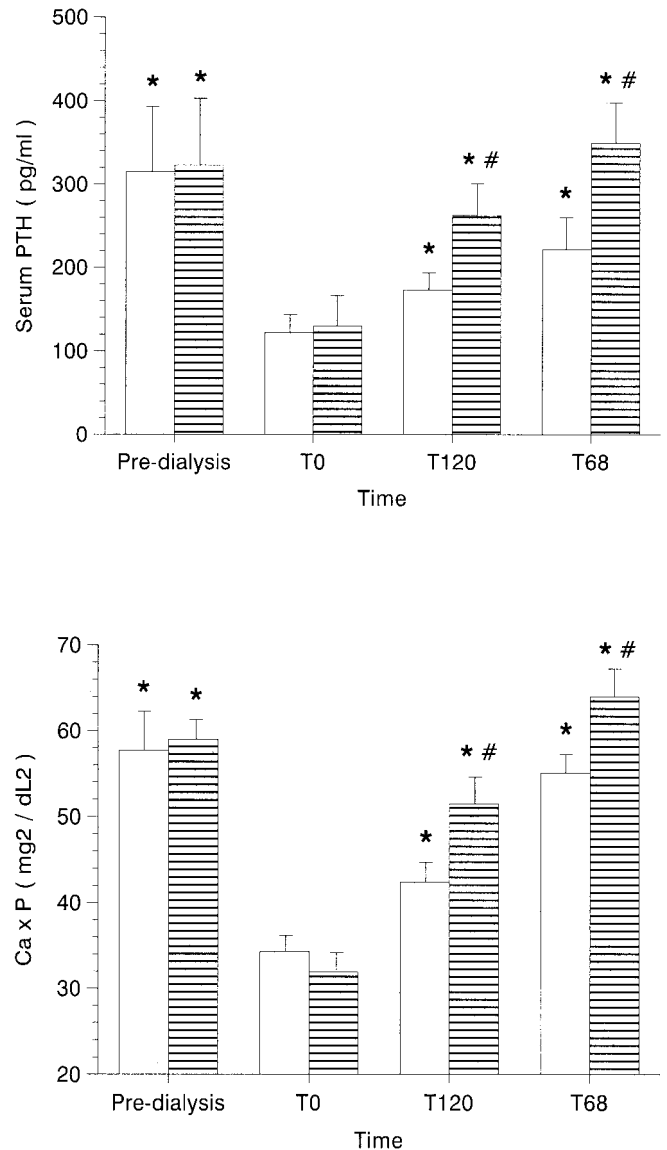 500
400
300
200
100
0
Serum PTH ( pg/ml )
* * * * # * * #
Pre-dialysis T0 T120 T68
Time
70
60
50
40
30
20
Ca x P ( mg2 / dL2 )
* * * * # * * #
Pre-dialysis T0 T120 T68
Time